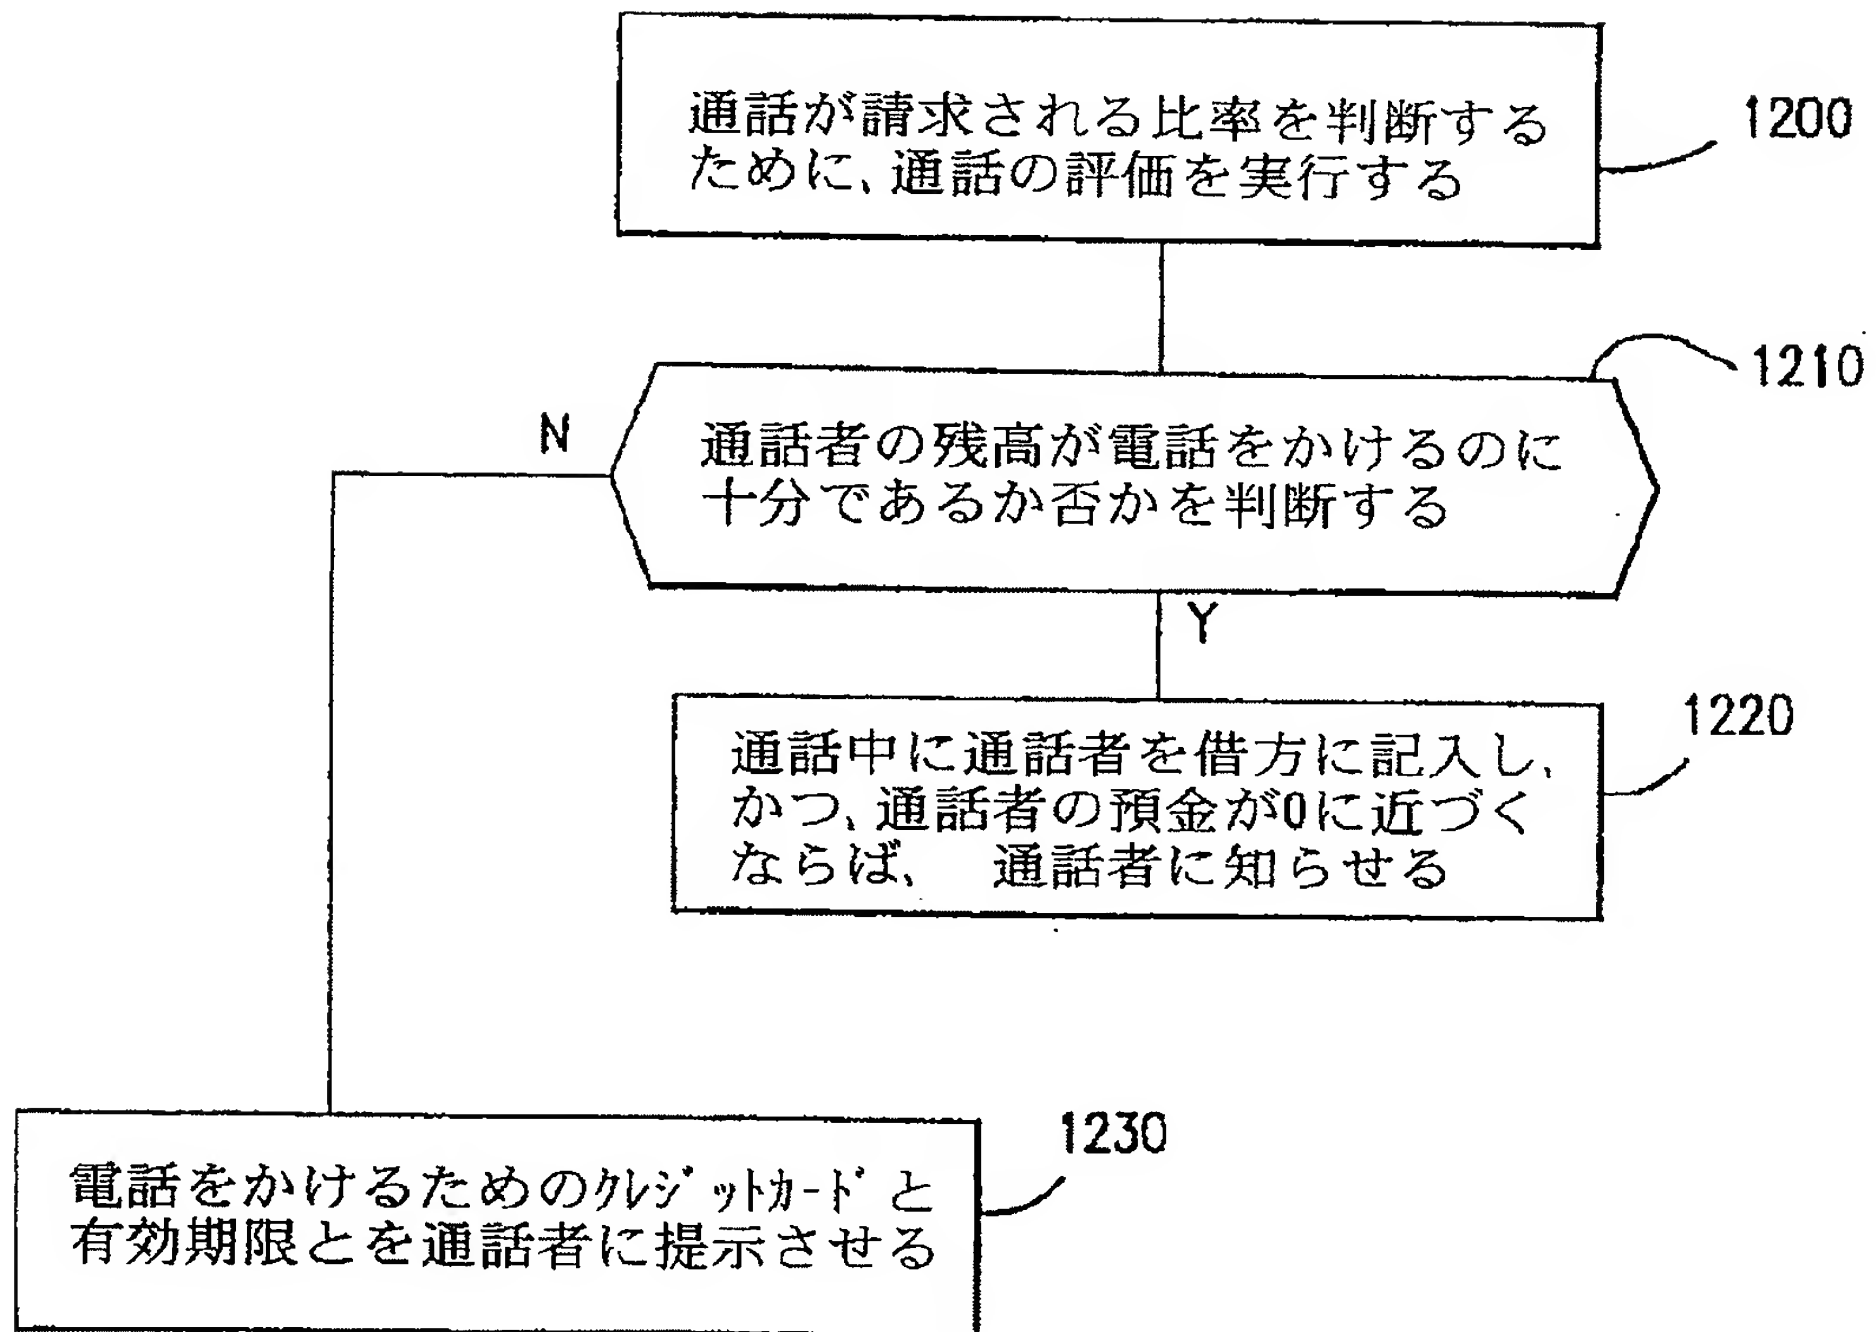 通話が請求される比率を判断する
ために、通話の評価を実行する
1200
1210
N
通話者の残高が電話をかけるのに
十分であるか否かを判断する
Y
1220
通話中に通話者を借方に記入し、
かつ、通話者の預金が0に近づく
ならば、　通話者に知らせる
1230
電話をかけるためのｸﾚｼﾞｯﾄｶｰﾄﾞと
有効期限とを通話者に提示させる